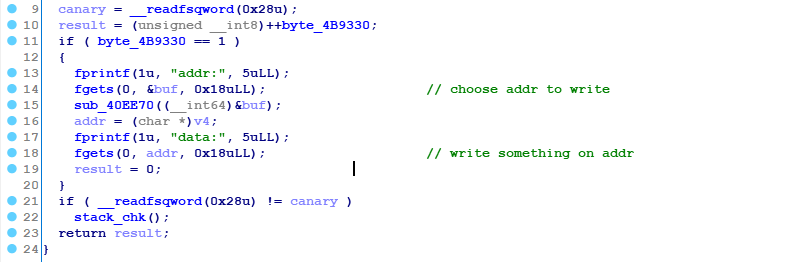 9 canary = __readfsqword(0x28u);
10 result = (unsigned __int8)++byte_4B9330;
11 if ( byte_4B9330 == 1 )
12 {
13 fprintf(1u, "addr:", 5uLL);
14 fgets(0, &buf, 0x18uLL); // choose addr to write
15 sub_40EE70((__int64)&buf);
16 addr = (char *)v4;
17 fprintf(1u, "data:", 5uLL);
18 fgets(0, addr, 0x18uLL); // write something on addr
19 result = 0;
20 }
21 if ( __readfsqword(0x28u) != canary )
22 stack_chk();
23 return result;
24 }